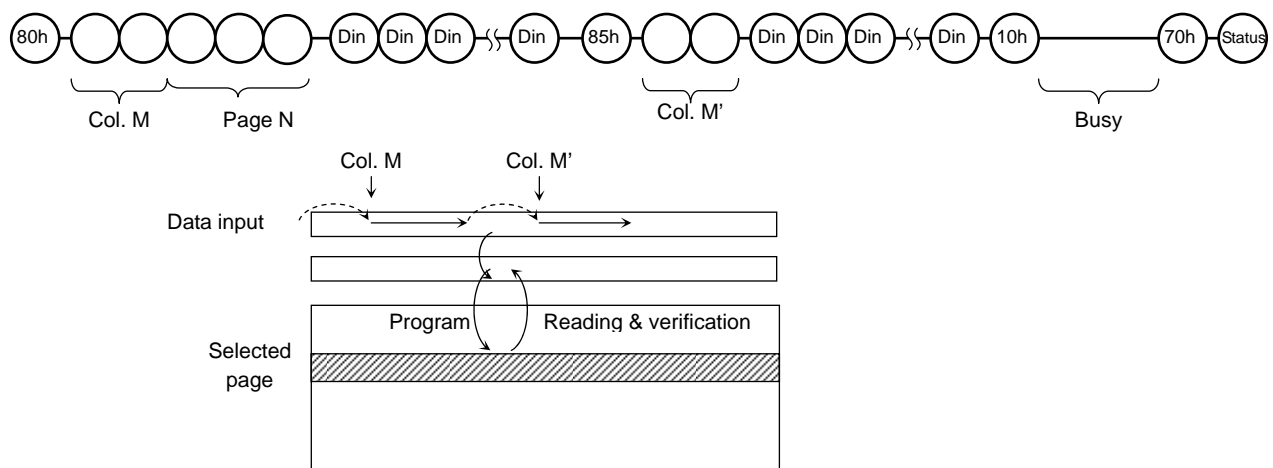 80h Din Din Din Din 85h Din Din Din Din 10h 70h Status
Col. M Page N Col. M’ Busy
Col. M Col. M’
Data input
Program Reading & verification
Selected
page